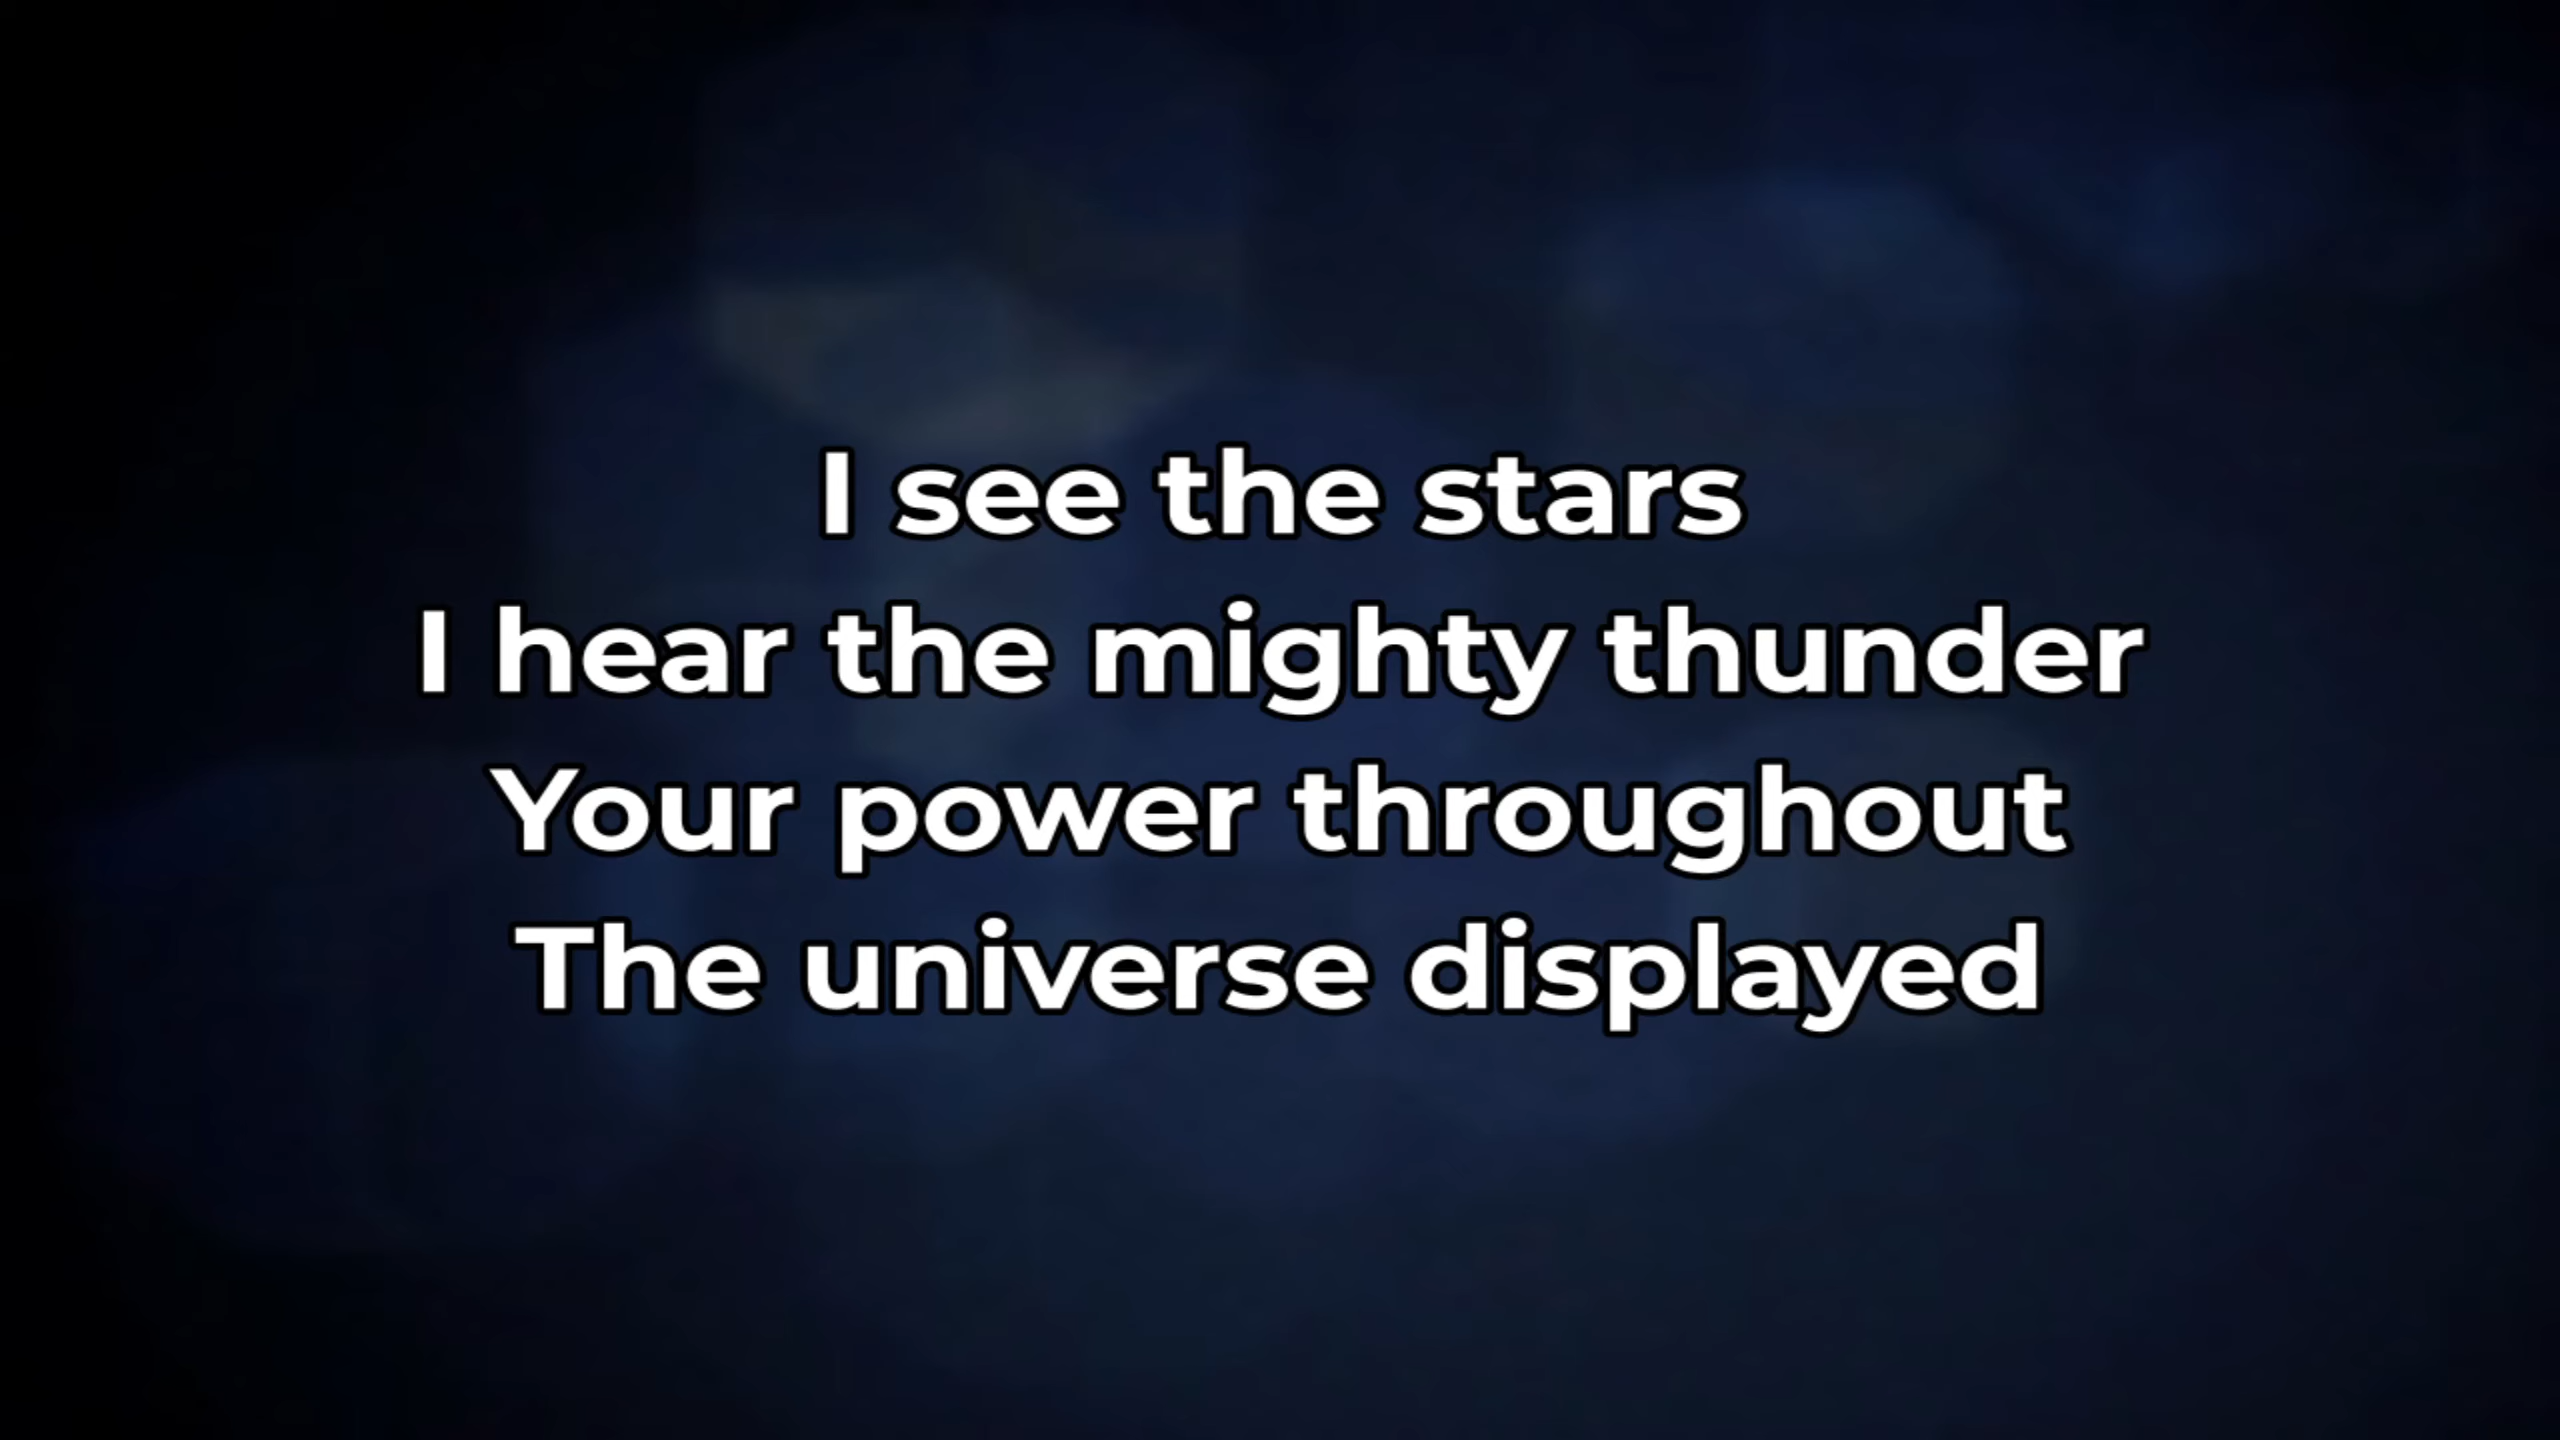 I see the stars
I hear the mighty thunder
Your power throughout
The universe displayed